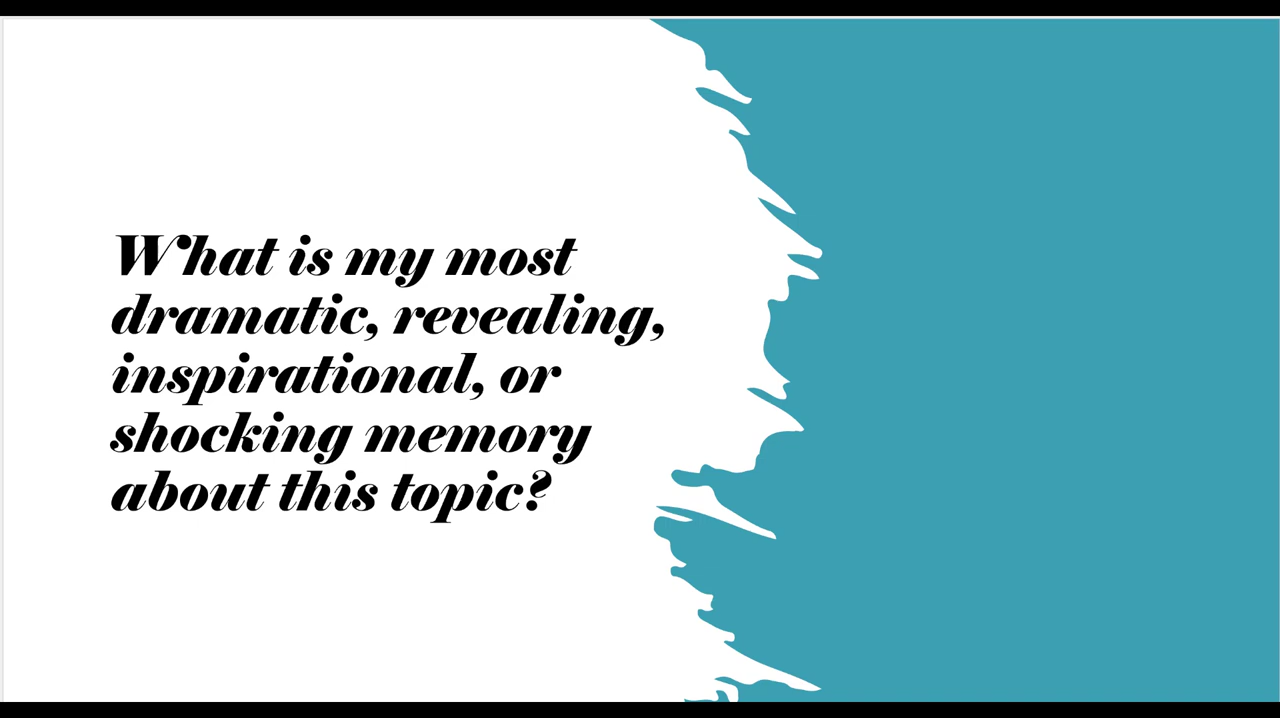 What is my most
dramatic, revealing,
inspirational, or
shocking memory
about this topic?